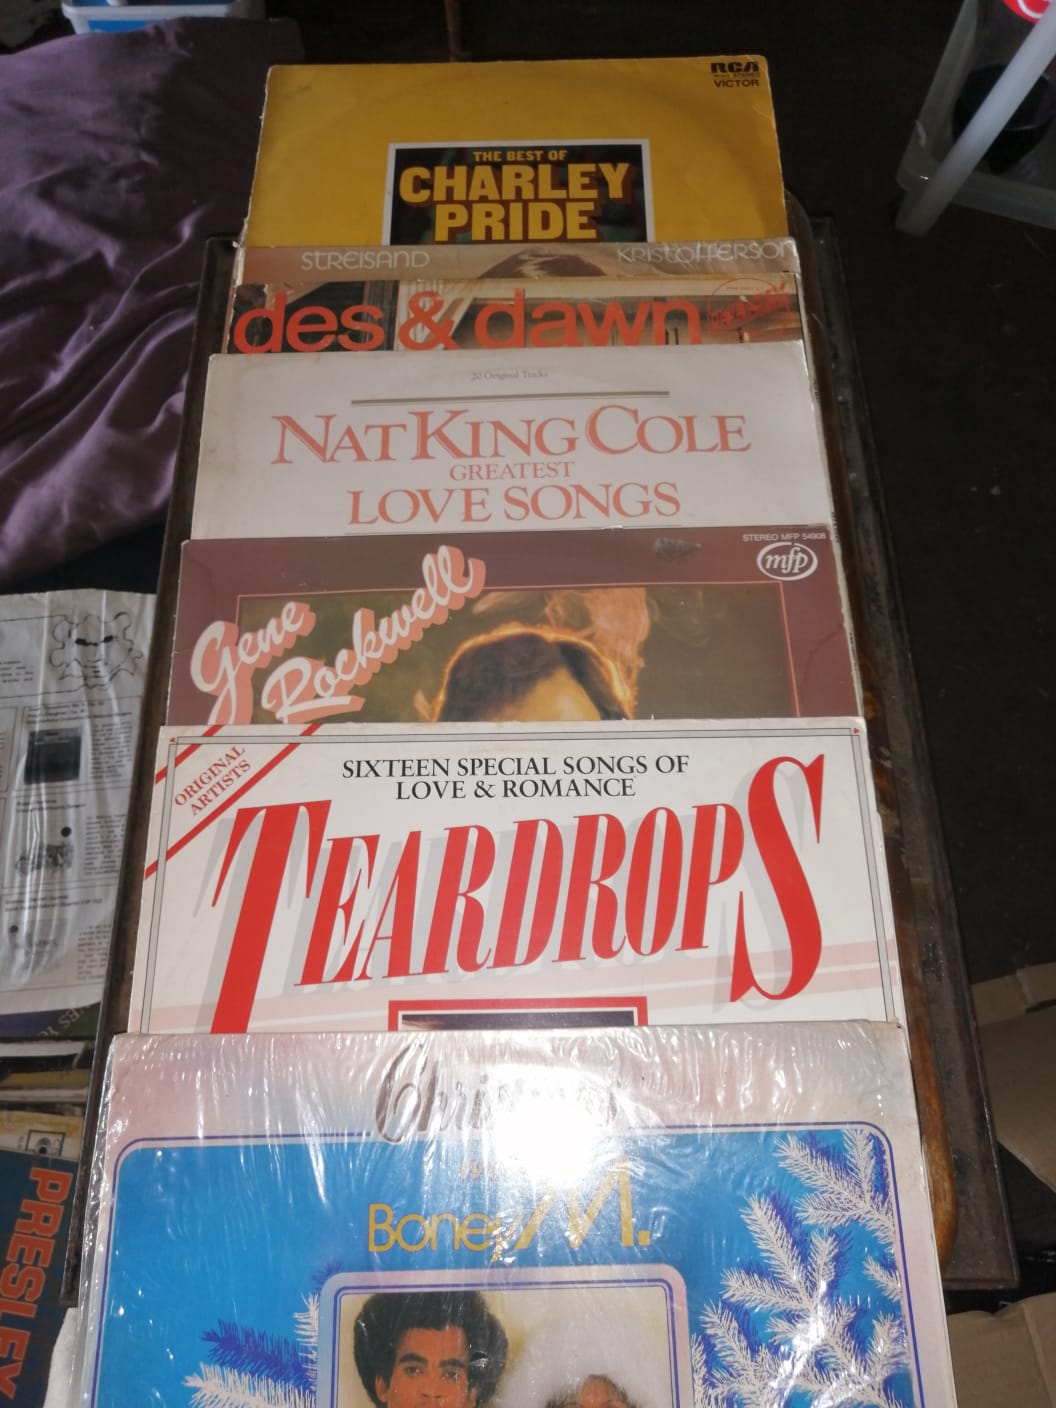 RCA
VICTOR
THE BEST OF
CHARLEY
PRIDE
STREISAND KRISTOFFERSON
des & dawn
20 Original Tracks
NAT KING COLE
GREATEST
LOVE SONGS
STEREO MFP 54908
mfp
Gene
Rockwell
ORIGINAL
ARTISTS
SIXTEEN SPECIAL SONGS OF
LOVE & ROMANCE
TEARDROPS
Boney M.
PRESLEY